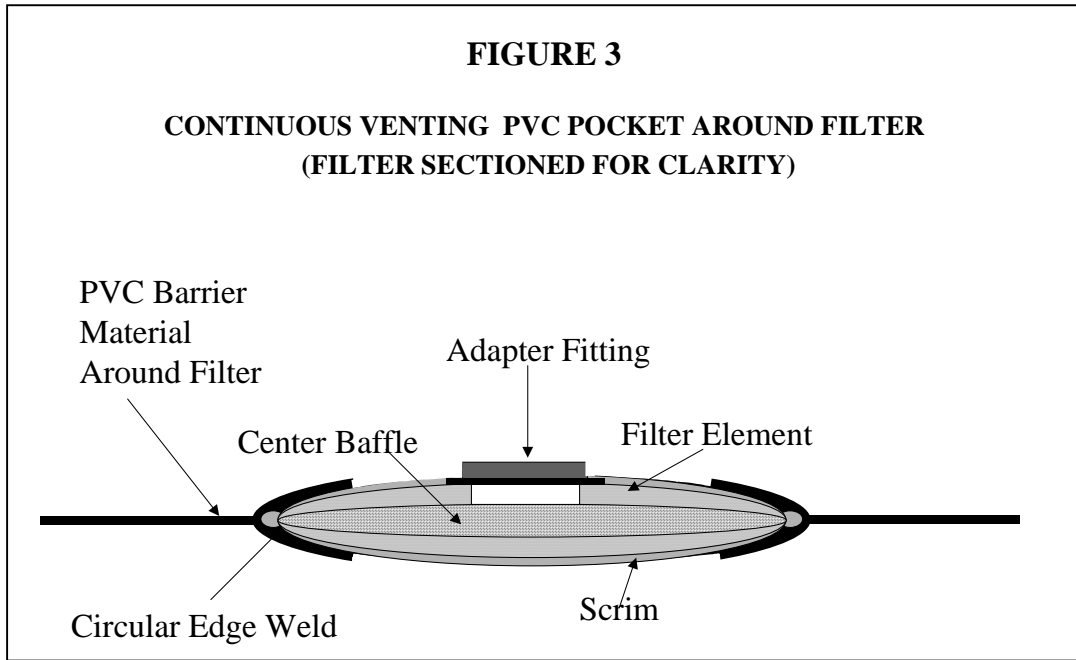 FIGURE 3
CONTINUOUS VENTING PVC POCKET AROUND FILTER
(FILTER SECTIONED FOR CLARITY)
PVC Barrier
Material
Around Filter
Adapter Fitting
Center Baffle
Filter Element
Scrim
Circular Edge Weld